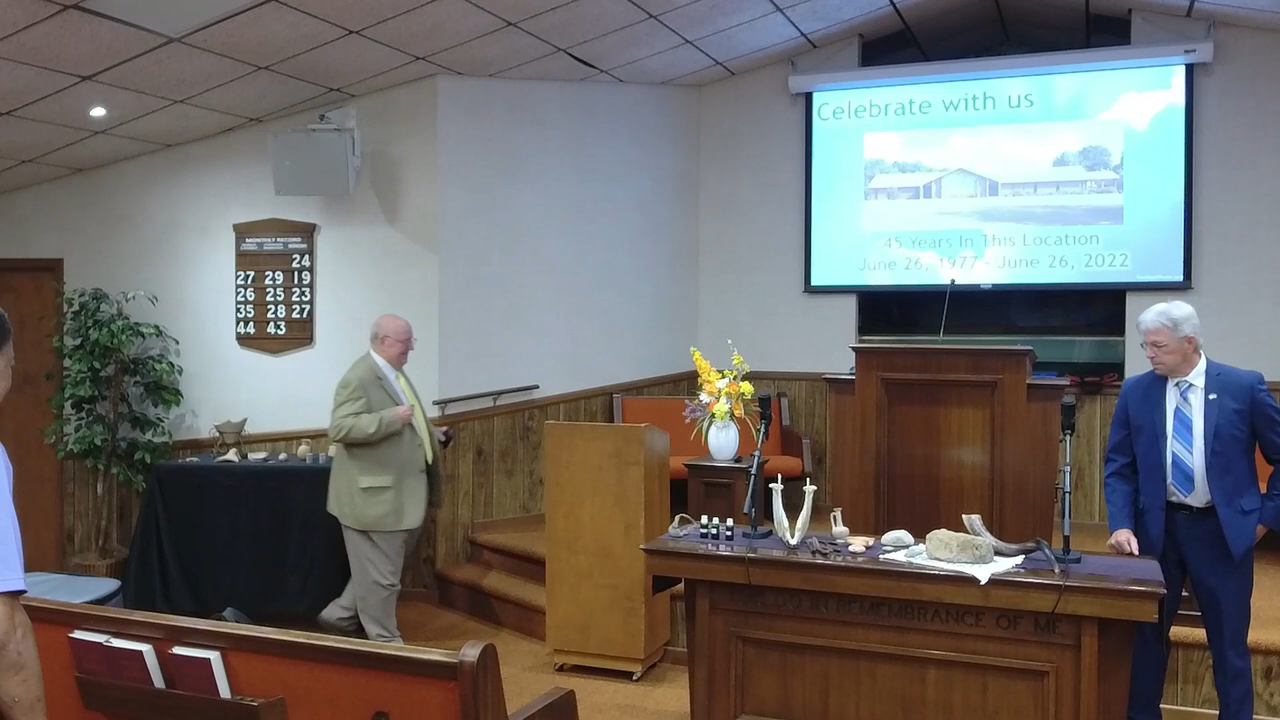 Celebrate with us
45 Years In This Location
June 26, 1977 - June 26, 2022
MONTHLY RECORD
24
27 29 19
26 25 23
35 28 27
44 43
DO IN REMEMBRANCE OF ME